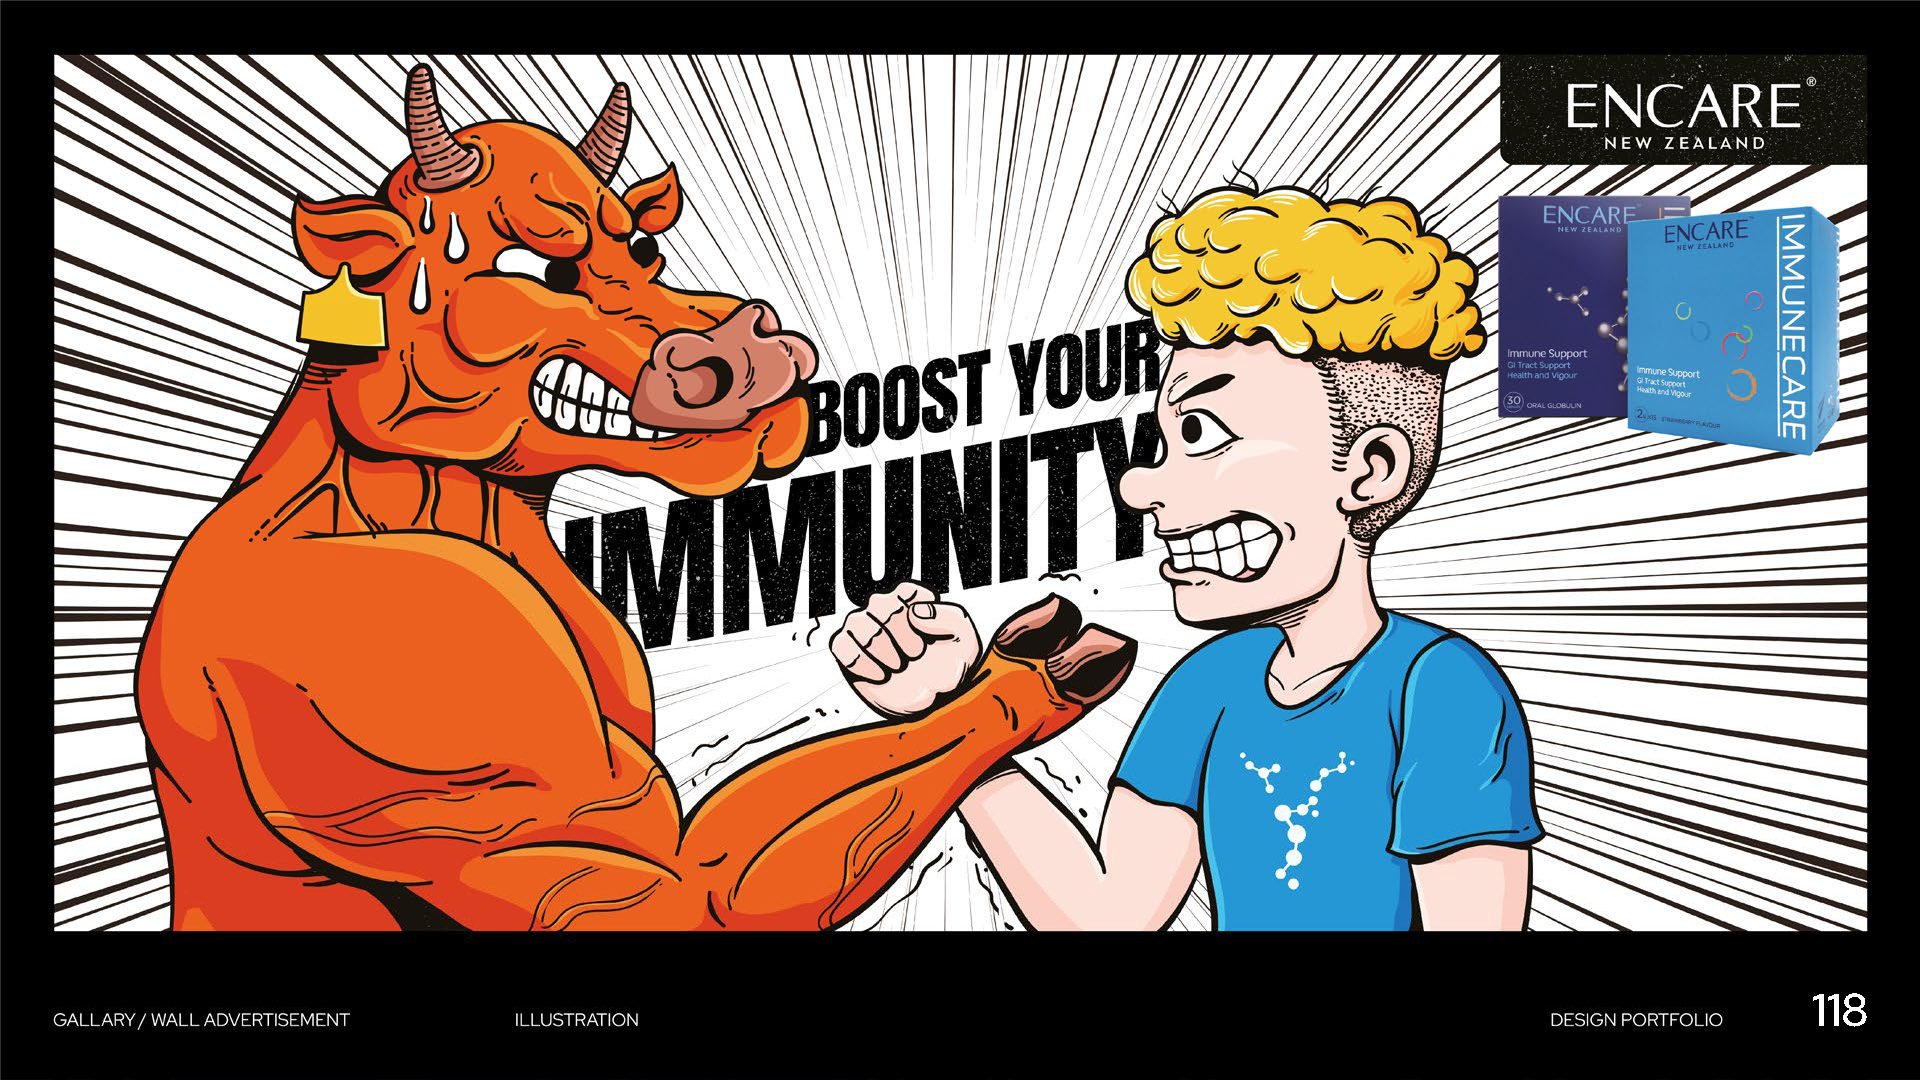 ENCARE®
NEW ZEALAND
ENCARE
NEW ZEALAND
Immune Support
GI Tract Support
Health and Vigour
30
ORAL GLOBULIN
ENCARE
NEW ZEALAND
IMMUNECARE
Immune Support
GI Tract Support
Health and Vigour
STRAWBERRY FLAVOUR
BOOST YOUR
IMMUNITY
GALLARY / WALL ADVERTISEMENT
ILLUSTRATION
DESIGN PORTFOLIO
118